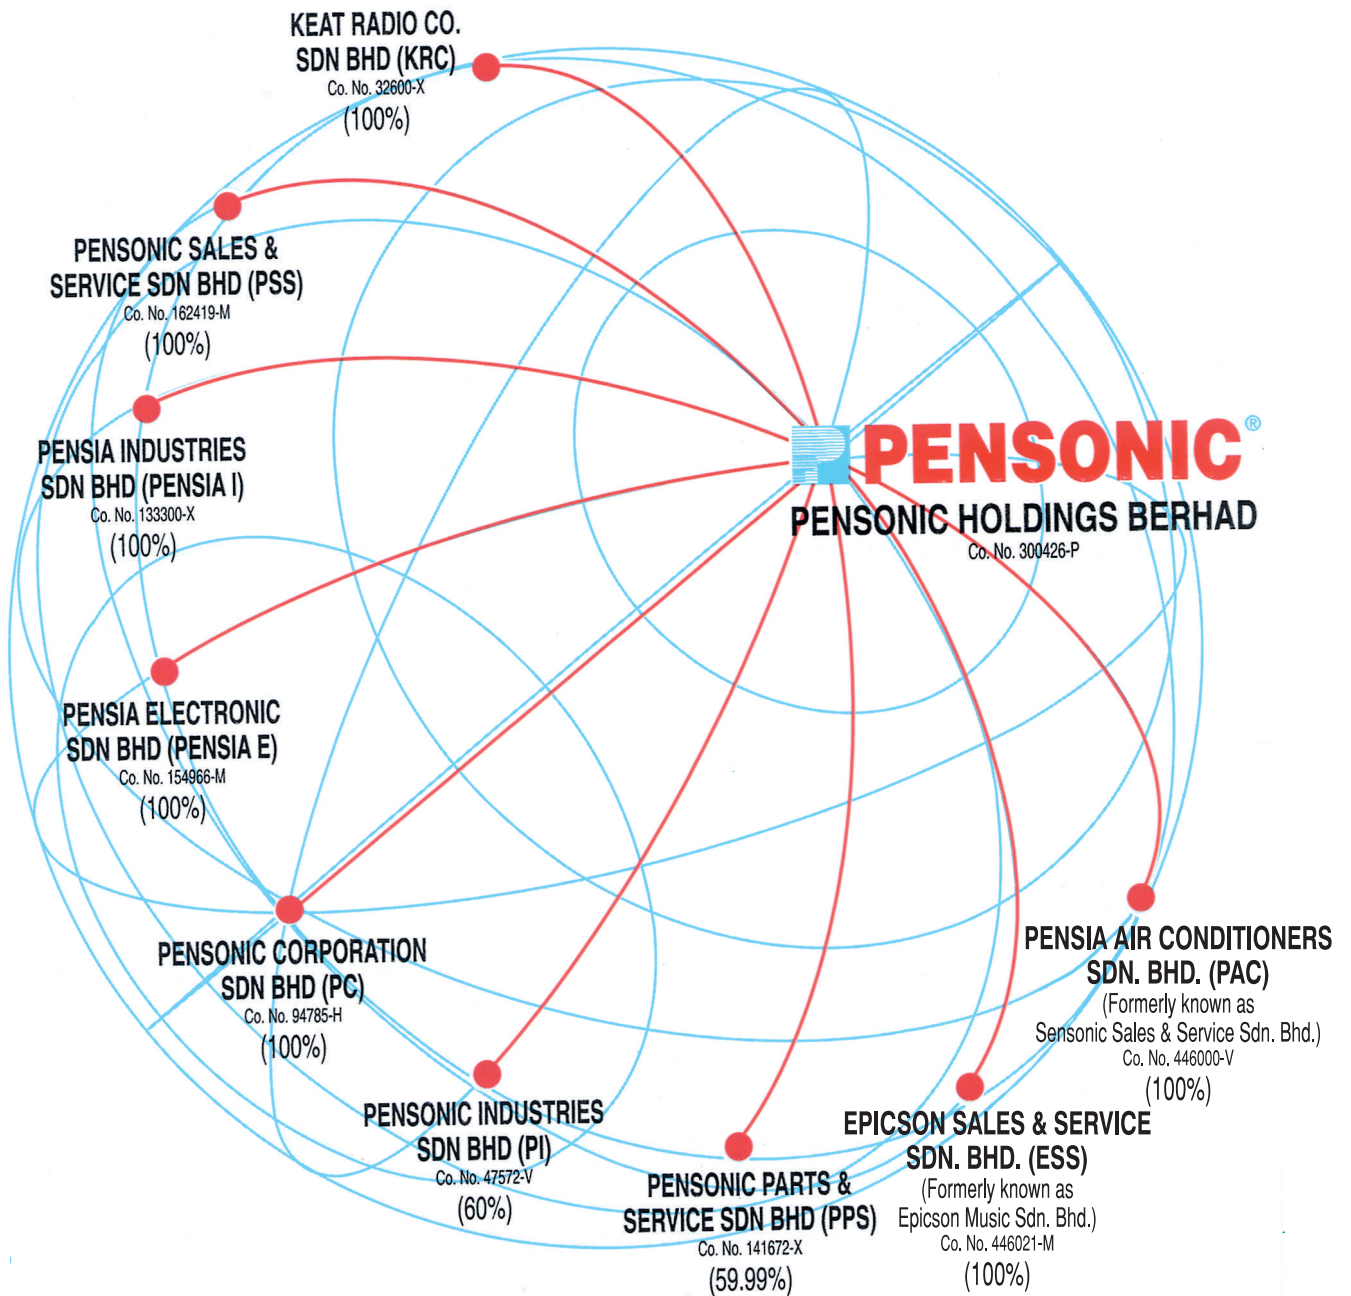 KEAT RADIO CO.
SDN BHD (KRC)
Co. No. 32600-X
(100%)
PENSONIC SALES &
SERVICE SDN BHD (PSS)
Co. No. 162419-M
(100%)
PENSIA INDUSTRIES
SDN BHD (PENSIA I)
Co. No. 133300-X
(100%)
PENSONIC®
PENSONIC HOLDINGS BERHAD
Co. No. 300426-P
PENSIA ELECTRONIC
SDN BHD (PENSIA E)
Co. No. 154966-M
(100%)
PENSONIC CORPORATION
SDN BHD (PC)
Co. No. 94785-H
(100%)
PENSONIC INDUSTRIES
SDN BHD (PI)
Co. No. 47572-V
(60%)
PENSONIC PARTS &
SERVICE SDN BHD (PPS)
Co. No. 141672-X
(59.99%)
EPICSON SALES & SERVICE
SDN. BHD. (ESS)
(Formerly known as
Epicson Music Sdn. Bhd.)
Co. No. 446021-M
(100%)
PENSIA AIR CONDITIONERS
SDN. BHD. (PAC)
(Formerly known as
Sensonic Sales & Service Sdn. Bhd.)
Co. No. 446000-V
(100%)